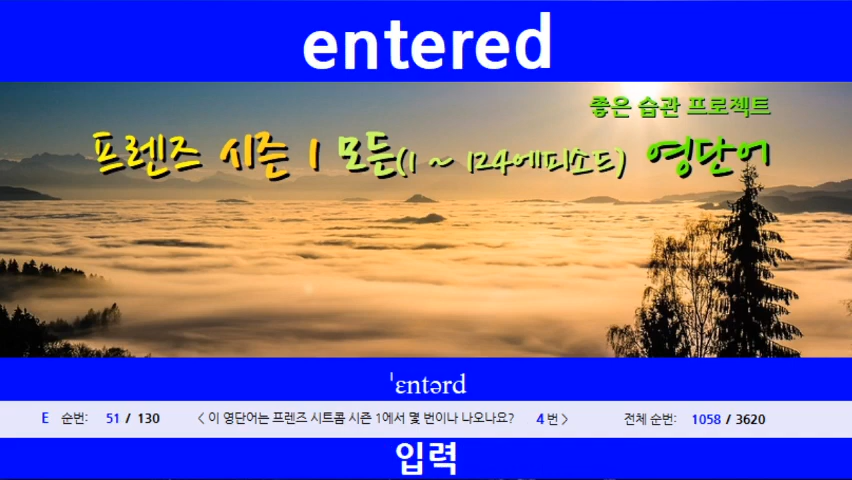 entered
좋은 습관 프로젝트
프렌즈 시즌 1 모든(1 ~ 124에피소드) 영단어
ˈɛntərd
E 순번: 51 / 130 < 이 영단어는 프렌즈 시트콤 시즌 1에서 몇 번이나 나오나요? 4번 > 전체 순번: 1058 / 3620
입력